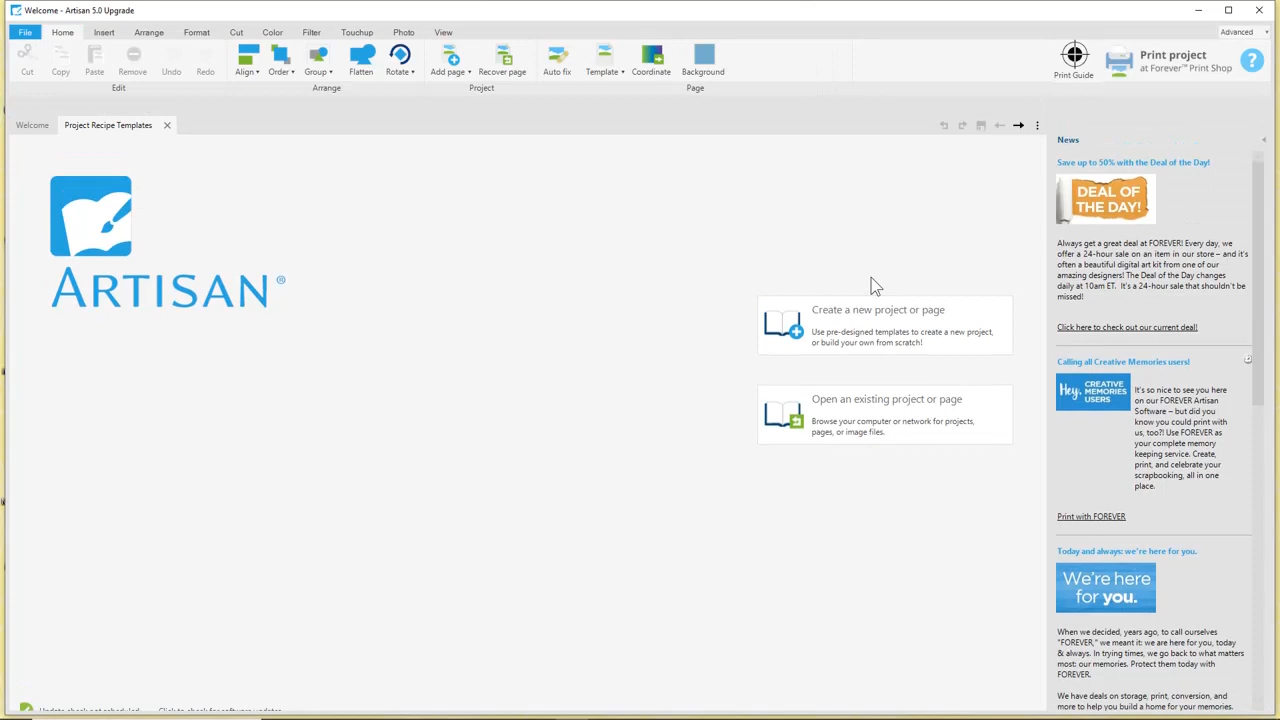 Welcome - Artisan 5.0 Upgrade
File Home Insert Arrange Format Cut Color Filter Touchup Photo View Advanced
Cut Copy Paste Remove Undo Redo Align Order Group Flatten Rotate Add page Recover page Auto fix Template Coordinate Background
Print Guide
Print project
at Forever™ Print Shop
?
Edit Arrange Project Page
Welcome Project Recipe Templates
ARTISAN ®
Create a new project or page
Use pre-designed templates to create a new project,
or build your own from scratch!
Open an existing project or page
Browse your computer or network for projects,
pages, or image files.
News
Save up to 50% with the Deal of the Day!
DEAL OF
THE DAY!
Always get a great deal at FOREVER! Every day, we
offer a 24-hour sale on an item in our store – and it's
often a beautiful digital art kit from one of our
amazing designers! The Deal of the Day changes
daily at 10am ET. It's a 24-hour sale that shouldn't be
missed!
Click here to check out our current deal!
Calling all Creative Memories users!
Hey, CREATIVE
MEMORIES
USERS
It's so nice to see you here
on our FOREVER Artisan
Software – but did you
know you could print with
us, too?! Use FOREVER as
your complete memory
keeping service. Create,
print, and celebrate your
scrapbooking, all in one
place.
Print with FOREVER
Today and always: we're here for you.
We're here
for you.
When we decided, years ago, to call ourselves
"FOREVER," we meant it: we are here for you, today
& always. In trying times, we go back to what matters
most: our memories. Protect them today with
FOREVER.
We have deals on storage, print, conversion, and
more to help you build a home for your memories.
Update check not scheduled. Click to check for software updates